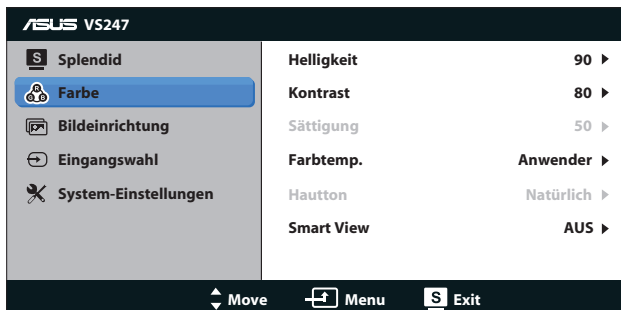 ASUS VS247
S Splendid
R G B Farbe
Bildeinrichtung
Eingangswahl
System-Einstellungen
Helligkeit 90
Kontrast 80
Sättigung 50
Farbtemp. Anwender
Hautton Natürlich
Smart View AUS
Move Menu S Exit